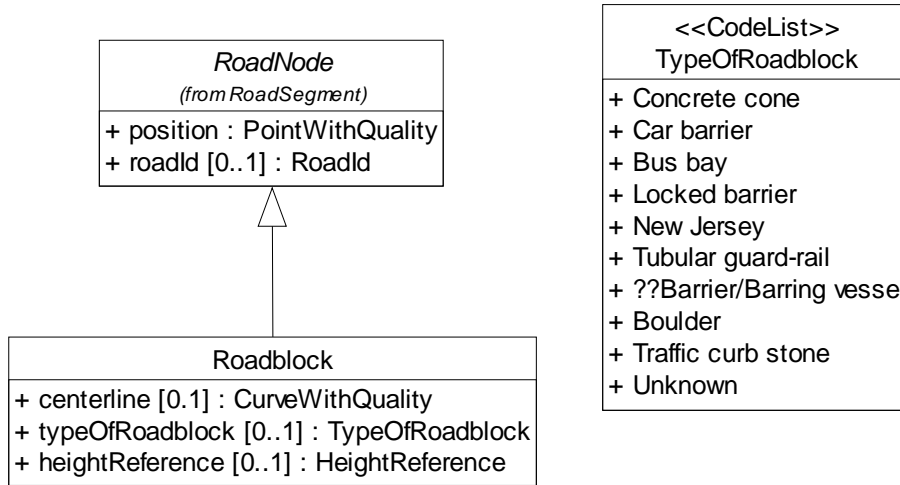 RoadNode
(from RoadSegment)
+ position : PointWithQuality
+ roadId [0..1] : RoadId
Roadblock
+ centerline [0.1] : CurveWithQuality
+ typeOfRoadblock [0..1] : TypeOfRoadblock
+ heightReference [0..1] : HeightReference
<<CodeList>>
TypeOfRoadblock
+ Concrete cone
+ Car barrier
+ Bus bay
+ Locked barrier
+ New Jersey
+ Tubular guard-rail
+ ??Barrier/Barring vesse
+ Boulder
+ Traffic curb stone
+ Unknown